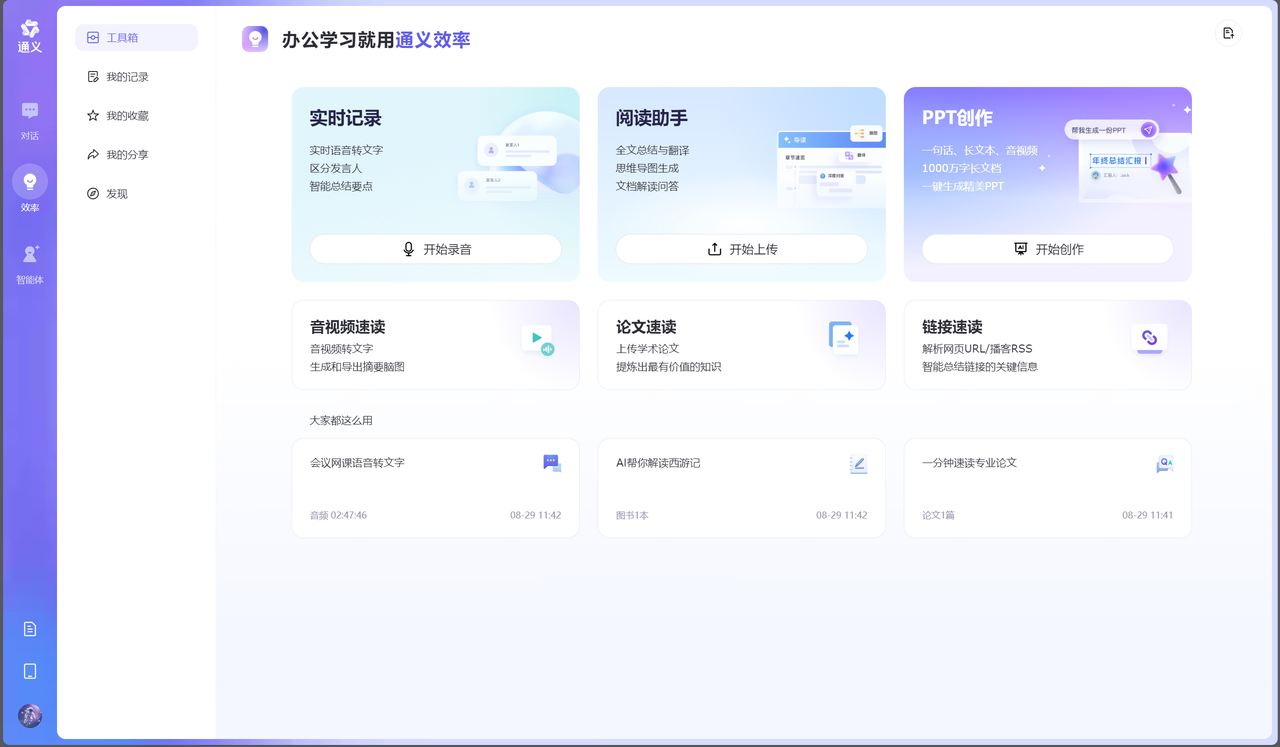 通义
对话
效率
智能体
工具箱
我的记录
我的收藏
我的分享
发现
办公学习就用通义效率
实时记录
实时语音转文字
区分发言人
智能总结要点
发言人1
发言人2
开始录音
阅读助手
全文总结与翻译
思维导图生成
文档解读问答
导读
章节速览
脑图
翻译
开始上传
PPT创作
一句话、长文本、音视频
1000万字长文档
一键生成精美PPT
帮我生成一份PPT
年终总结汇报
汇报人：Jack
开始创作
音视频速读
音视频转文字
生成和导出摘要脑图
论文速读
上传学术论文
提炼出最有价值的知识
链接速读
解析网页URL/播客RSS
智能总结链接的关键信息
大家都这么用
会议网课语音转文字
音频 02:47:46
08-29 11:42
AI帮你解读西游记
图书1本
08-29 11:42
一分钟速读专业论文
QA
论文1篇
08-29 11:41